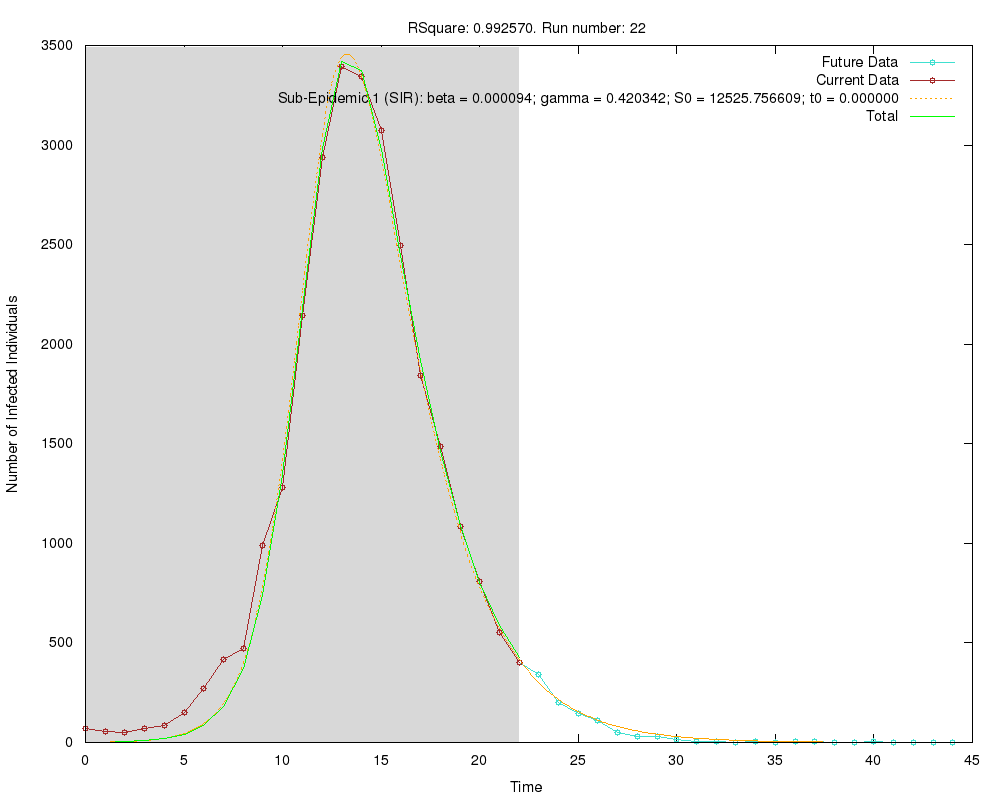 RSquare: 0.992570. Run number: 22
Future Data
Current Data
Sub-Epidemic 1 (SIR): beta = 0.000094; gamma = 0.420342; S0 = 12525.756609; t0 = 0.000000
Total
3500
3000
2500
2000
1500
1000
500
0
Number of Infected Individuals
0 5 10 15 20 25 30 35 40 45
Time